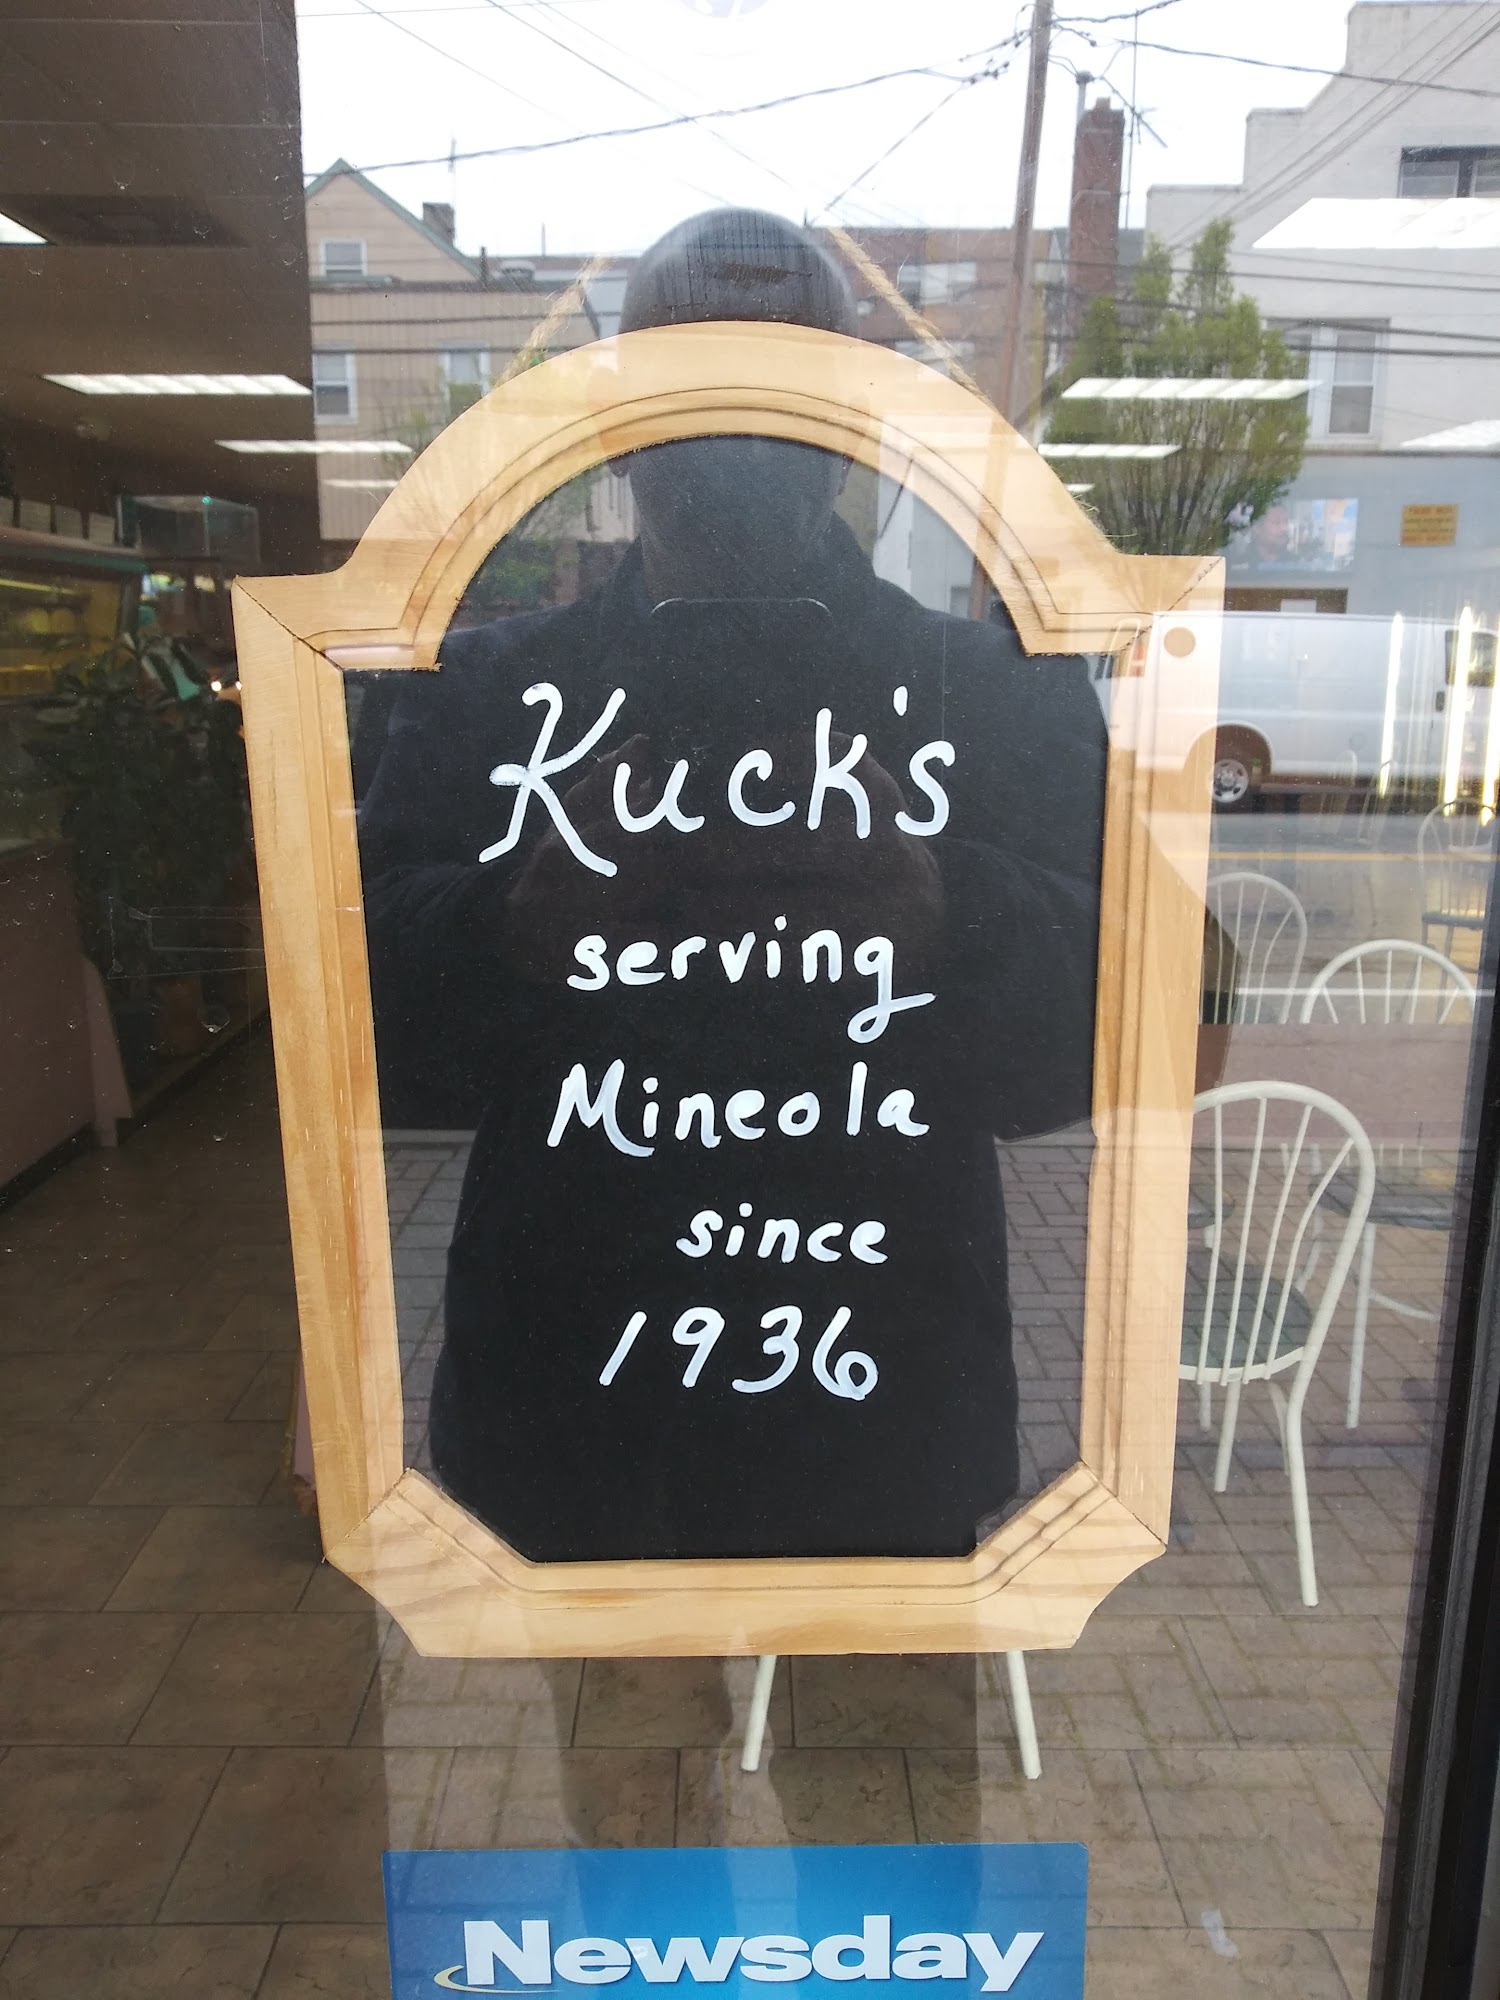 Kuck's
serving
Mineola
since
1936
Newsday